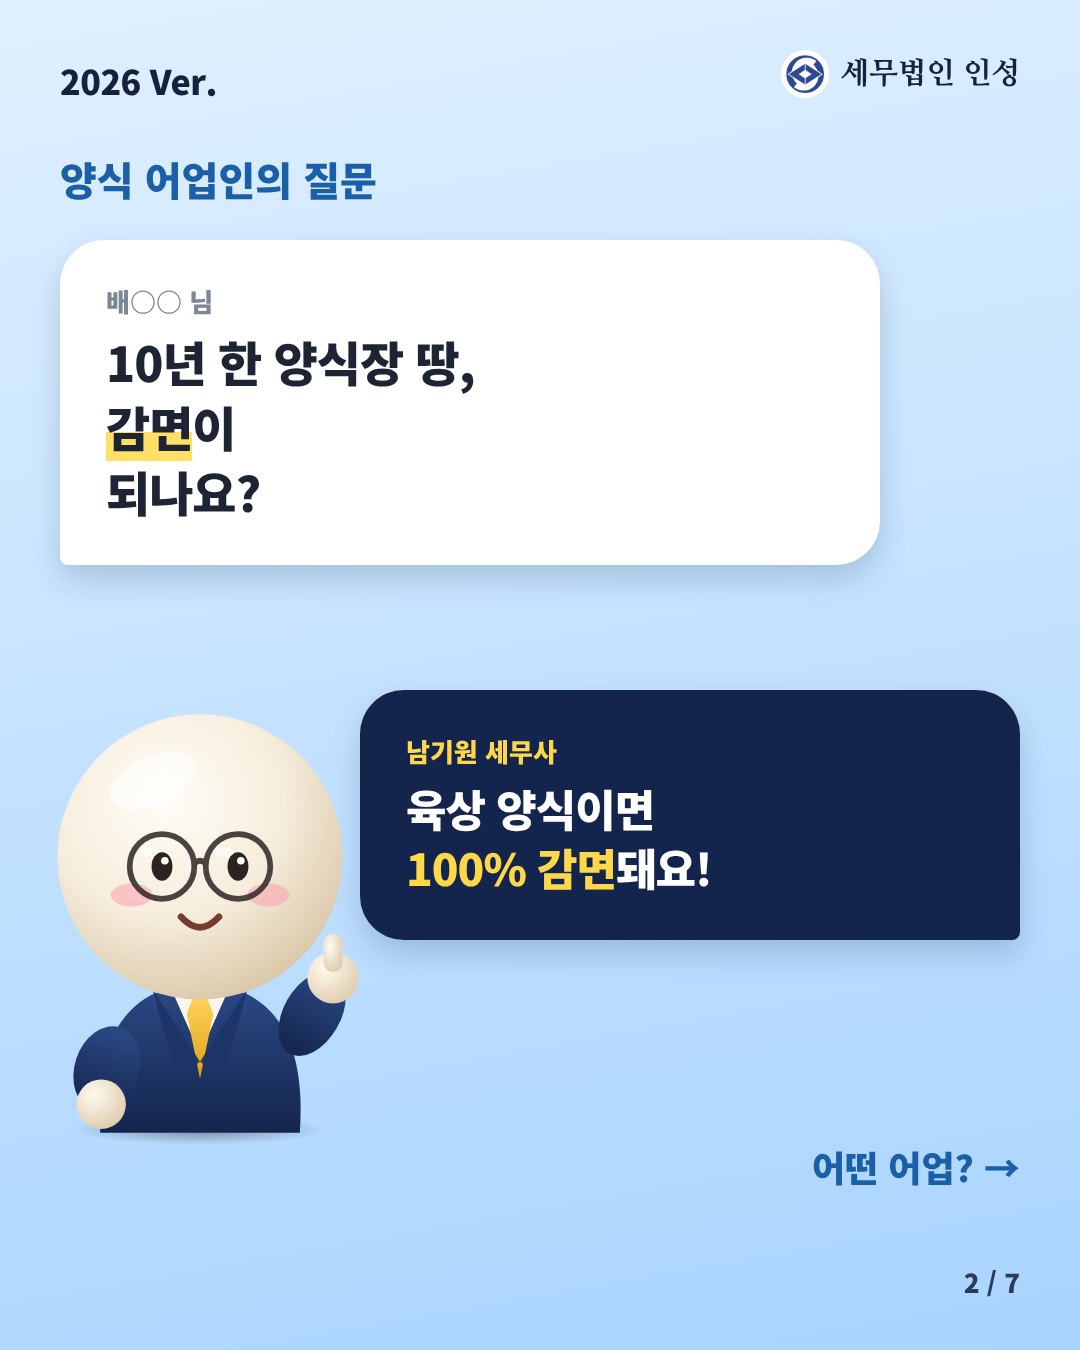 2026 Ver.
세무법인 인성
양식 어업인의 질문
배○○ 님
10년 한 양식장 땅,
감면이
되나요?
남기원 세무사
육상 양식이면
100% 감면돼요!
어떤 어업? →
2 / 7